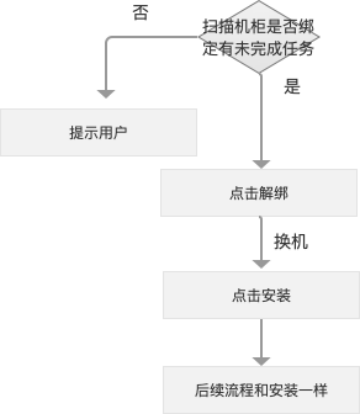 否
扫描机柜是否绑
定有未完成任务
是
提示用户
点击解绑
换机
点击安装
后续流程和安装一样